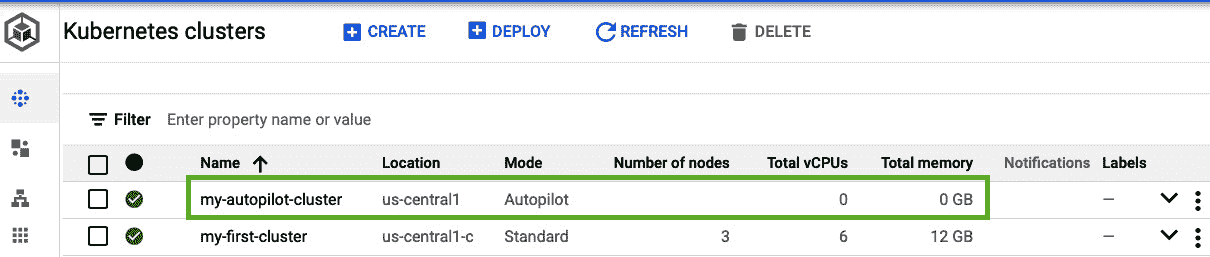 Kubernetes clusters CREATE DEPLOY REFRESH DELETE
Filter Enter property name or value
Name Location Mode Number of nodes Total vCPUs Total memory Notifications Labels
my-autopilot-cluster us-central1 Autopilot 0 0 GB —
my-first-cluster us-central1-c Standard 3 6 12 GB —